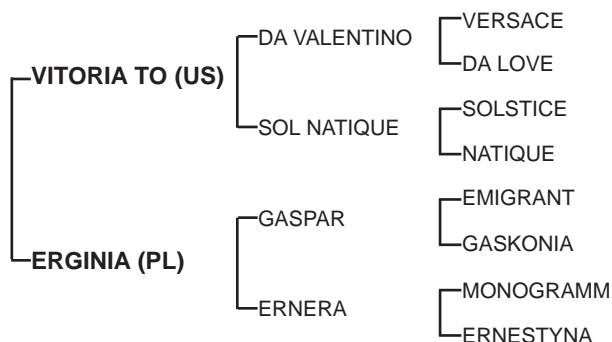 VERSACE
DA VALENTINO
DA LOVE
VITORIA TO (US)
SOLSTICE
SOL NATIQUE
NATIQUE
EMIGRANT
GASPAR
GASKONIA
ERGINIA (PL)
MONOGRAMM
ERNERA
ERNESTYNA